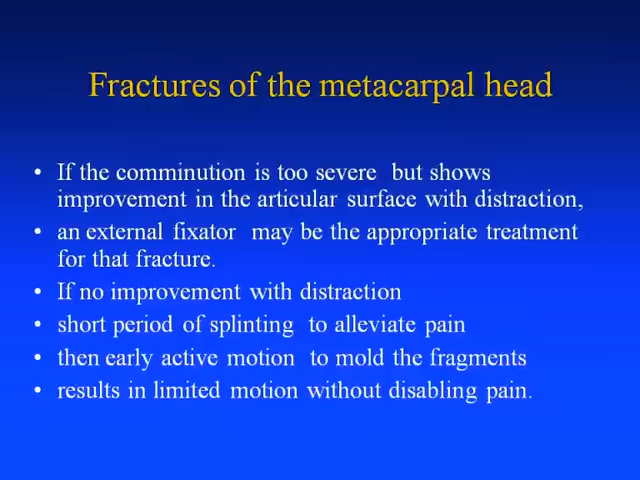 Fractures of the metacarpal head
• If the comminution is too severe but shows
improvement in the articular surface with distraction,
• an external fixator may be the appropriate treatment
for that fracture.
• If no improvement with distraction
• short period of splinting to alleviate pain
• then early active motion to mold the fragments
• results in limited motion without disabling pain.